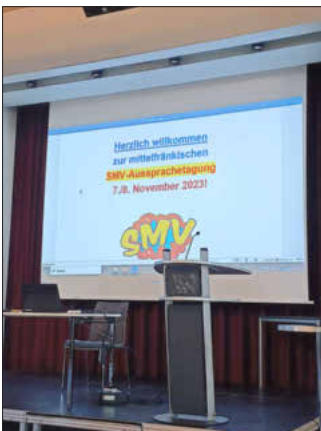 Herzlich willkommen
zur mittelfränkischen
SMV-Aussprachetagung
7./8. November 2023!
SMV